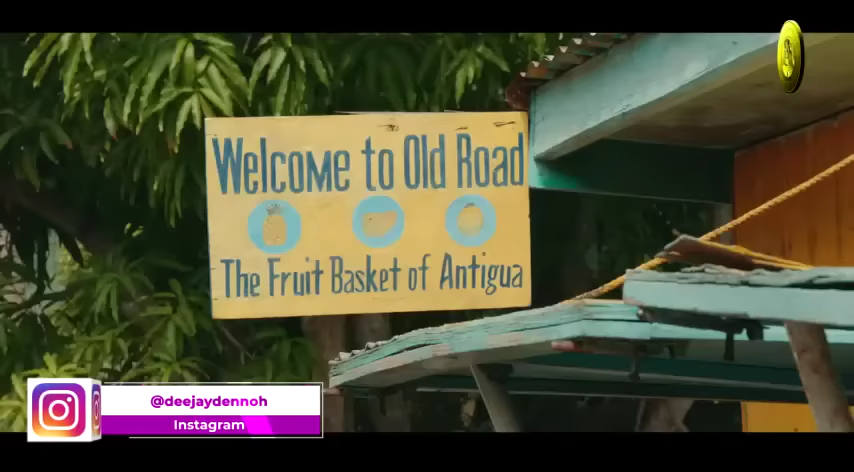 Welcome to Old Road
The Fruit Basket of Antigua
@deejaydennoh
Instagram